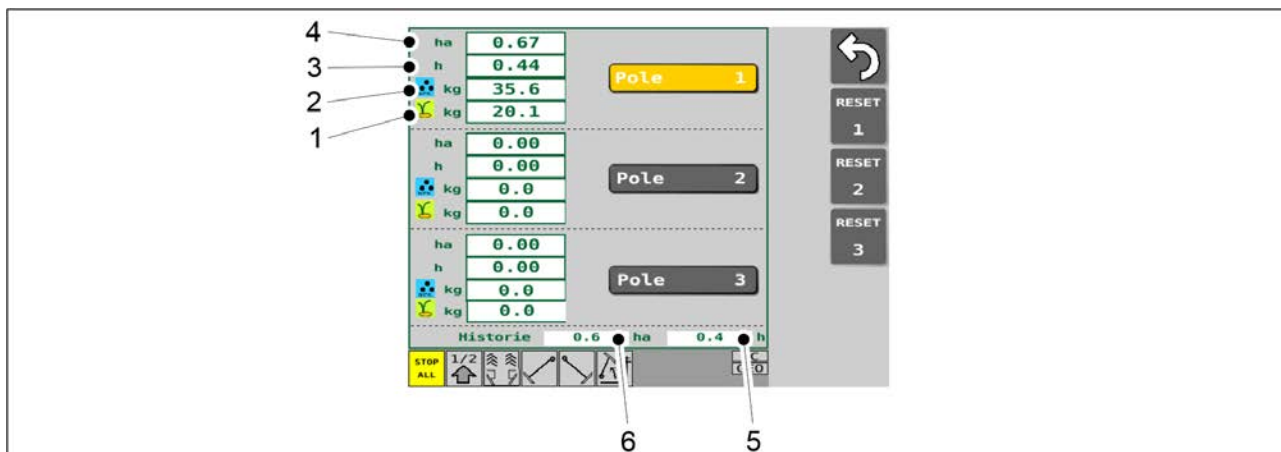 4 ha 0.67
3 h 0.44
2 kg 35.6
1 kg 20.1
Pole 1
ha 0.00
h 0.00
kg 0.0
kg 0.0
Pole 2
ha 0.00
h 0.00
kg 0.0
kg 0.0
Pole 3
Historie 0.6 ha 0.4 h
STOP
ALL
1/2
RESET
1
RESET
2
RESET
3
6 5